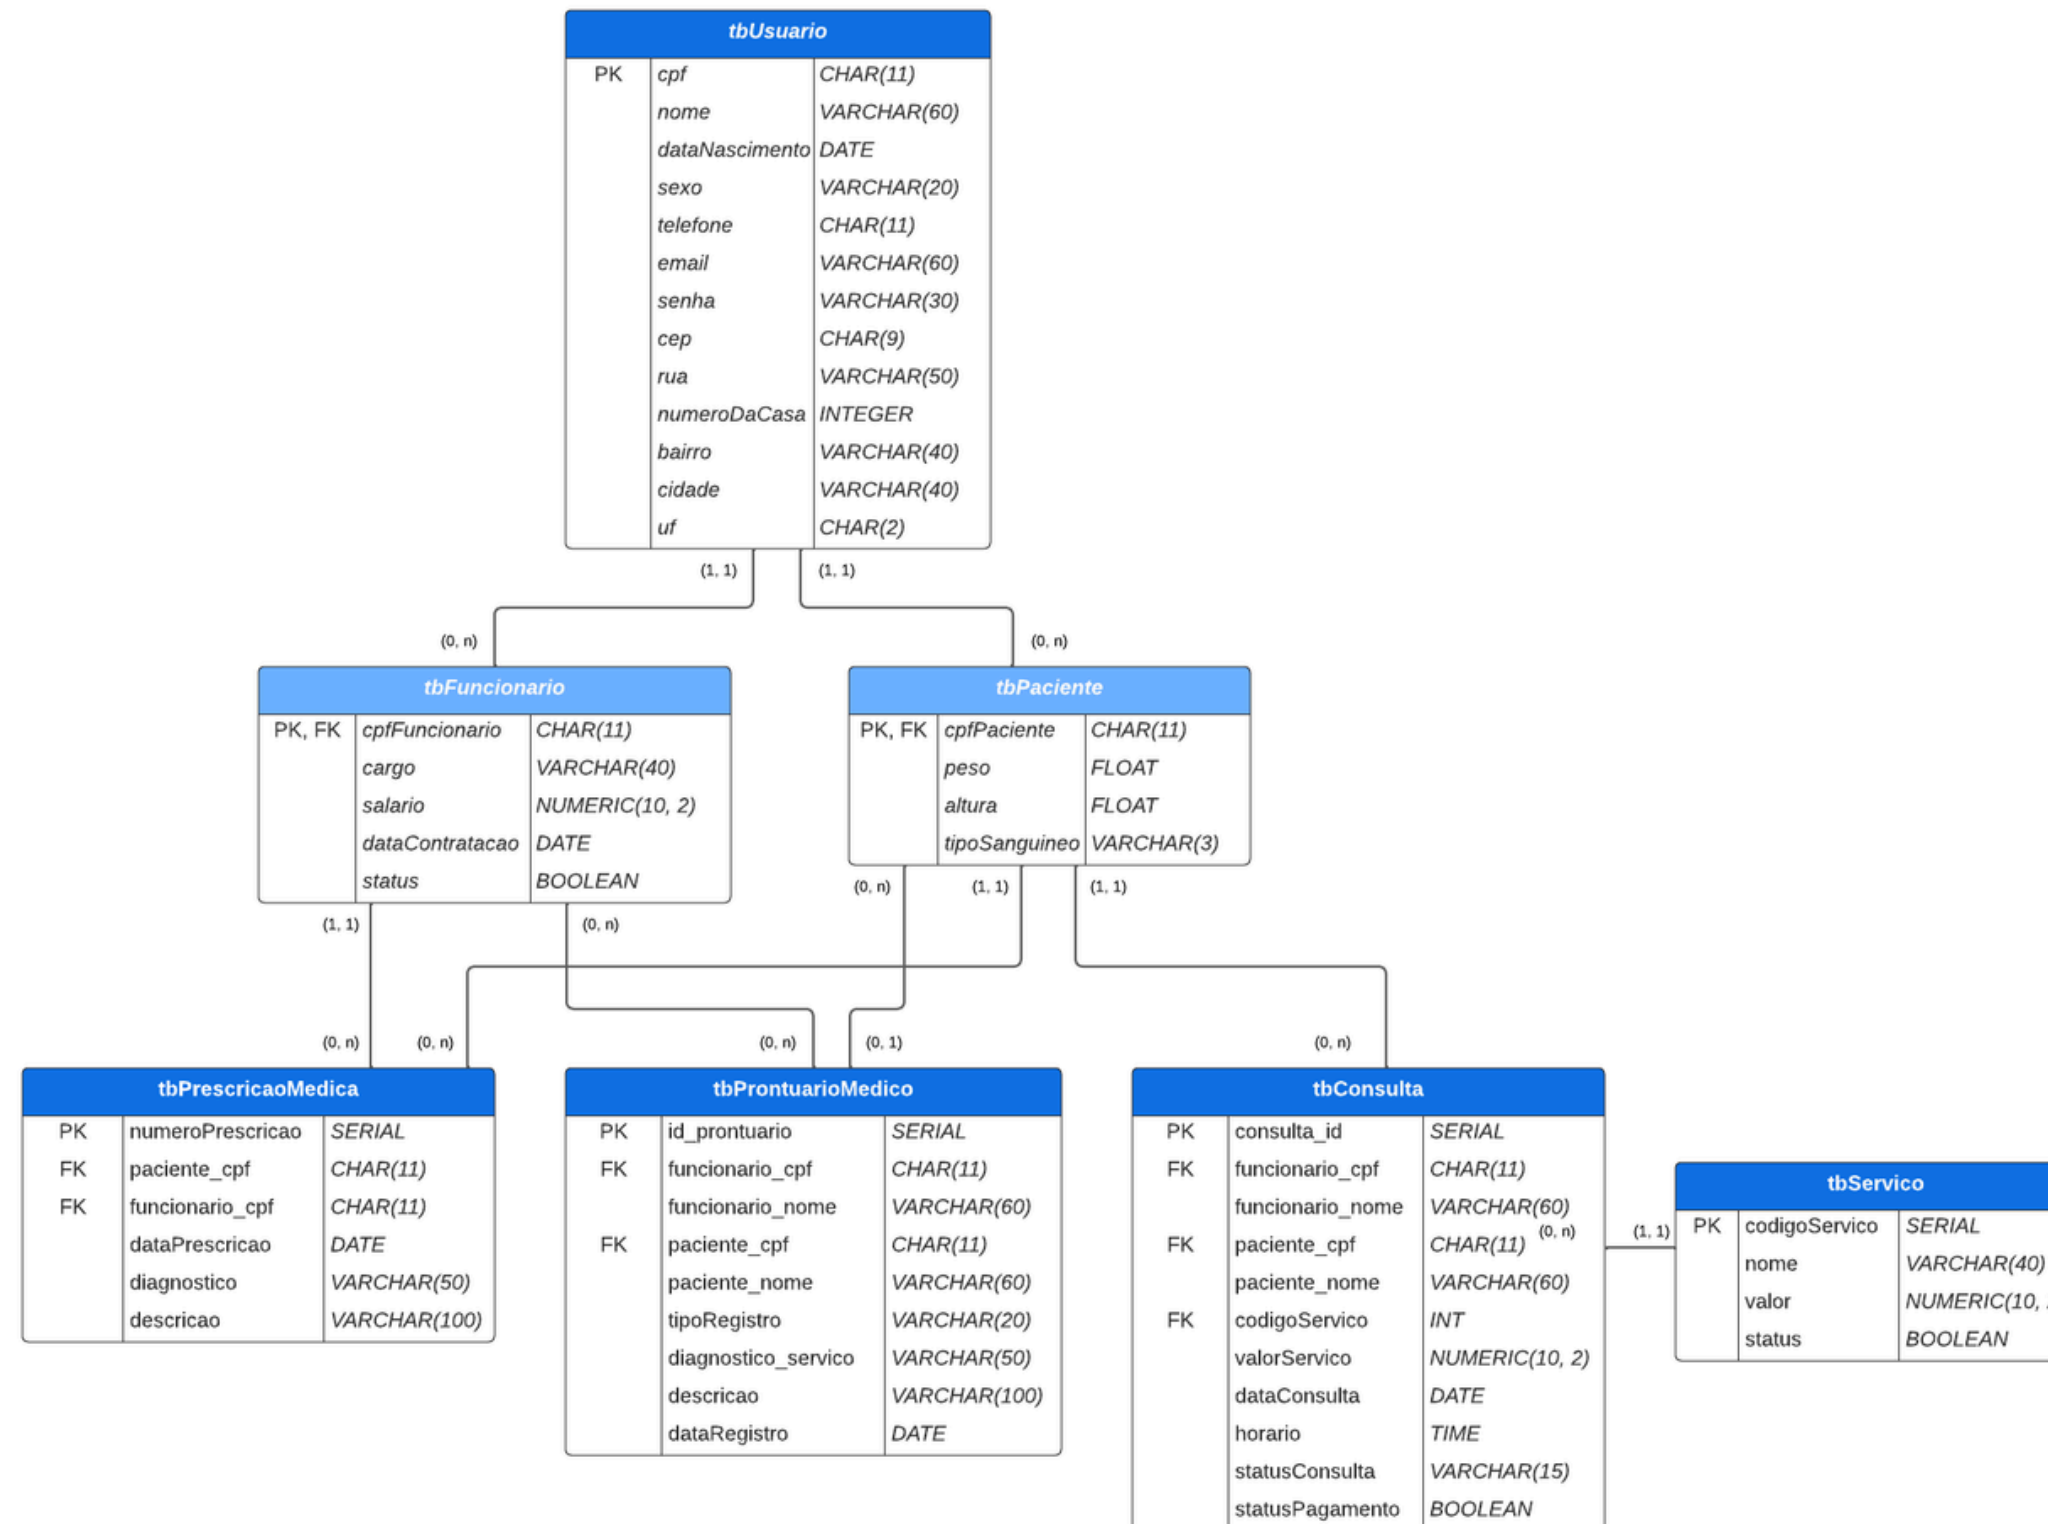 tbUsuario
PK cpf CHAR(11)
nome VARCHAR(60)
dataNascimento DATE
sexo VARCHAR(20)
telefone CHAR(11)
email VARCHAR(60)
senha VARCHAR(30)
cep CHAR(9)
rua VARCHAR(50)
numeroDaCasa INTEGER
bairro VARCHAR(40)
cidade VARCHAR(40)
uf CHAR(2)
(1, 1) (1, 1)
(0, n) (0, n)
tbFuncionario
PK, FK cpfFuncionario CHAR(11)
cargo VARCHAR(40)
salario NUMERIC(10, 2)
dataContratacao DATE
status BOOLEAN
(1, 1) (0, n)
tbPaciente
PK, FK cpfPaciente CHAR(11)
peso FLOAT
altura FLOAT
tipoSanguineo VARCHAR(3)
(0, n) (1, 1) (1, 1)
(0, n) (0, n) (0, n) (0, 1) (0, n)
tbPrescricaoMedica
PK numeroPrescricao SERIAL
FK paciente_cpf CHAR(11)
FK funcionario_cpf CHAR(11)
dataPrescricao DATE
diagnostico VARCHAR(50)
descricao VARCHAR(100)
tbProntuarioMedico
PK id_prontuario SERIAL
FK funcionario_cpf CHAR(11)
funcionario_nome VARCHAR(60)
FK paciente_cpf CHAR(11)
paciente_nome VARCHAR(60)
tipoRegistro VARCHAR(20)
diagnostico_servico VARCHAR(50)
descricao VARCHAR(100)
dataRegistro DATE
tbConsulta
PK consulta_id SERIAL
FK funcionario_cpf CHAR(11)
funcionario_nome VARCHAR(60)
FK paciente_cpf CHAR(11)
paciente_nome VARCHAR(60)
FK codigoServico INT
valorServico NUMERIC(10, 2)
dataConsulta DATE
horario TIME
statusConsulta VARCHAR(15)
statusPagamento BOOLEAN
(0, n) (1, 1)
tbServico
PK codigoServico SERIAL
nome VARCHAR(40)
valor NUMERIC(10,
status BOOLEAN